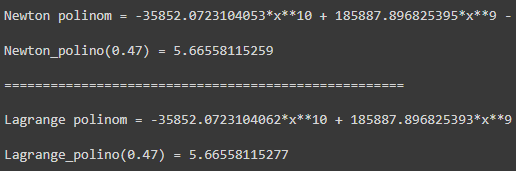 Newton polinom = -35852.0723104053*x**10 + 185887.896825395*x**9 -
Newton_polino(0.47) = 5.66558115259
====================================================
Lagrange polinom = -35852.0723104062*x**10 + 185887.896825393*x**9
Lagrange_polino(0.47) = 5.66558115277